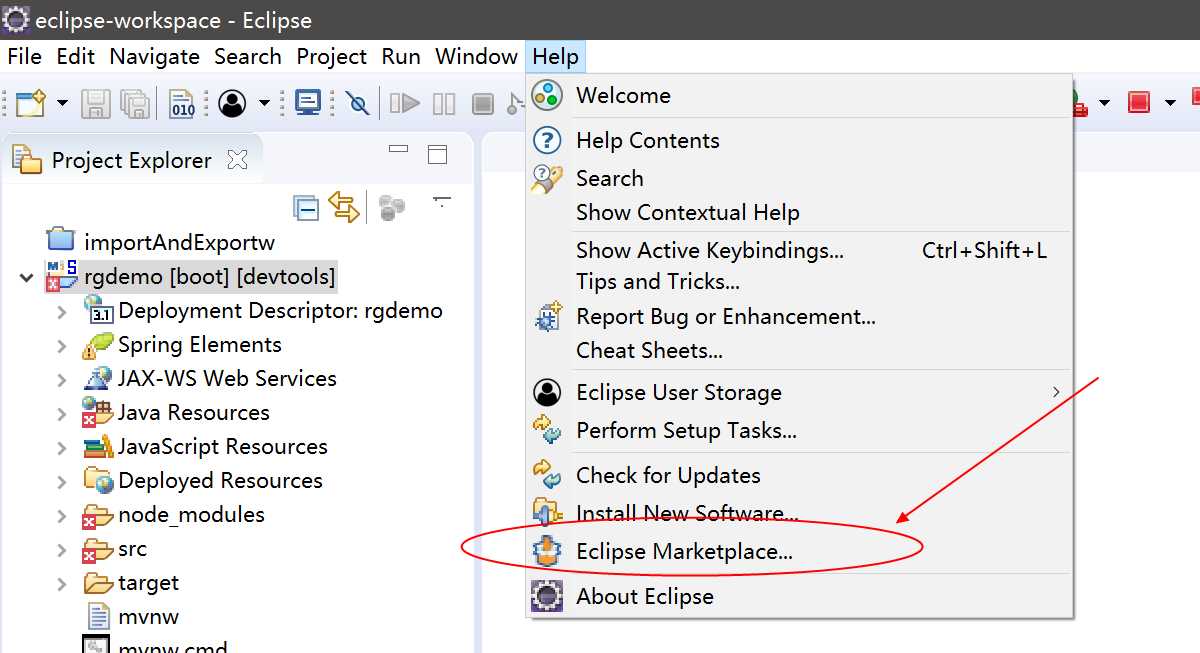 eclipse-workspace - Eclipse
File Edit Navigate Search Project Run Window Help
010
Project Explorer
importAndExportw
rgdemo [boot] [devtools]
3.1 Deployment Descriptor: rgdemo
Spring Elements
JAX-WS Web Services
Java Resources
JavaScript Resources
Deployed Resources
node_modules
src
target
mvnw
mvnw.cmd
Welcome
Help Contents
Search
Show Contextual Help
Show Active Keybindings... Ctrl+Shift+L
Tips and Tricks...
Report Bug or Enhancement...
Cheat Sheets...
Eclipse User Storage
Perform Setup Tasks...
Check for Updates
Install New Software...
Eclipse Marketplace...
About Eclipse